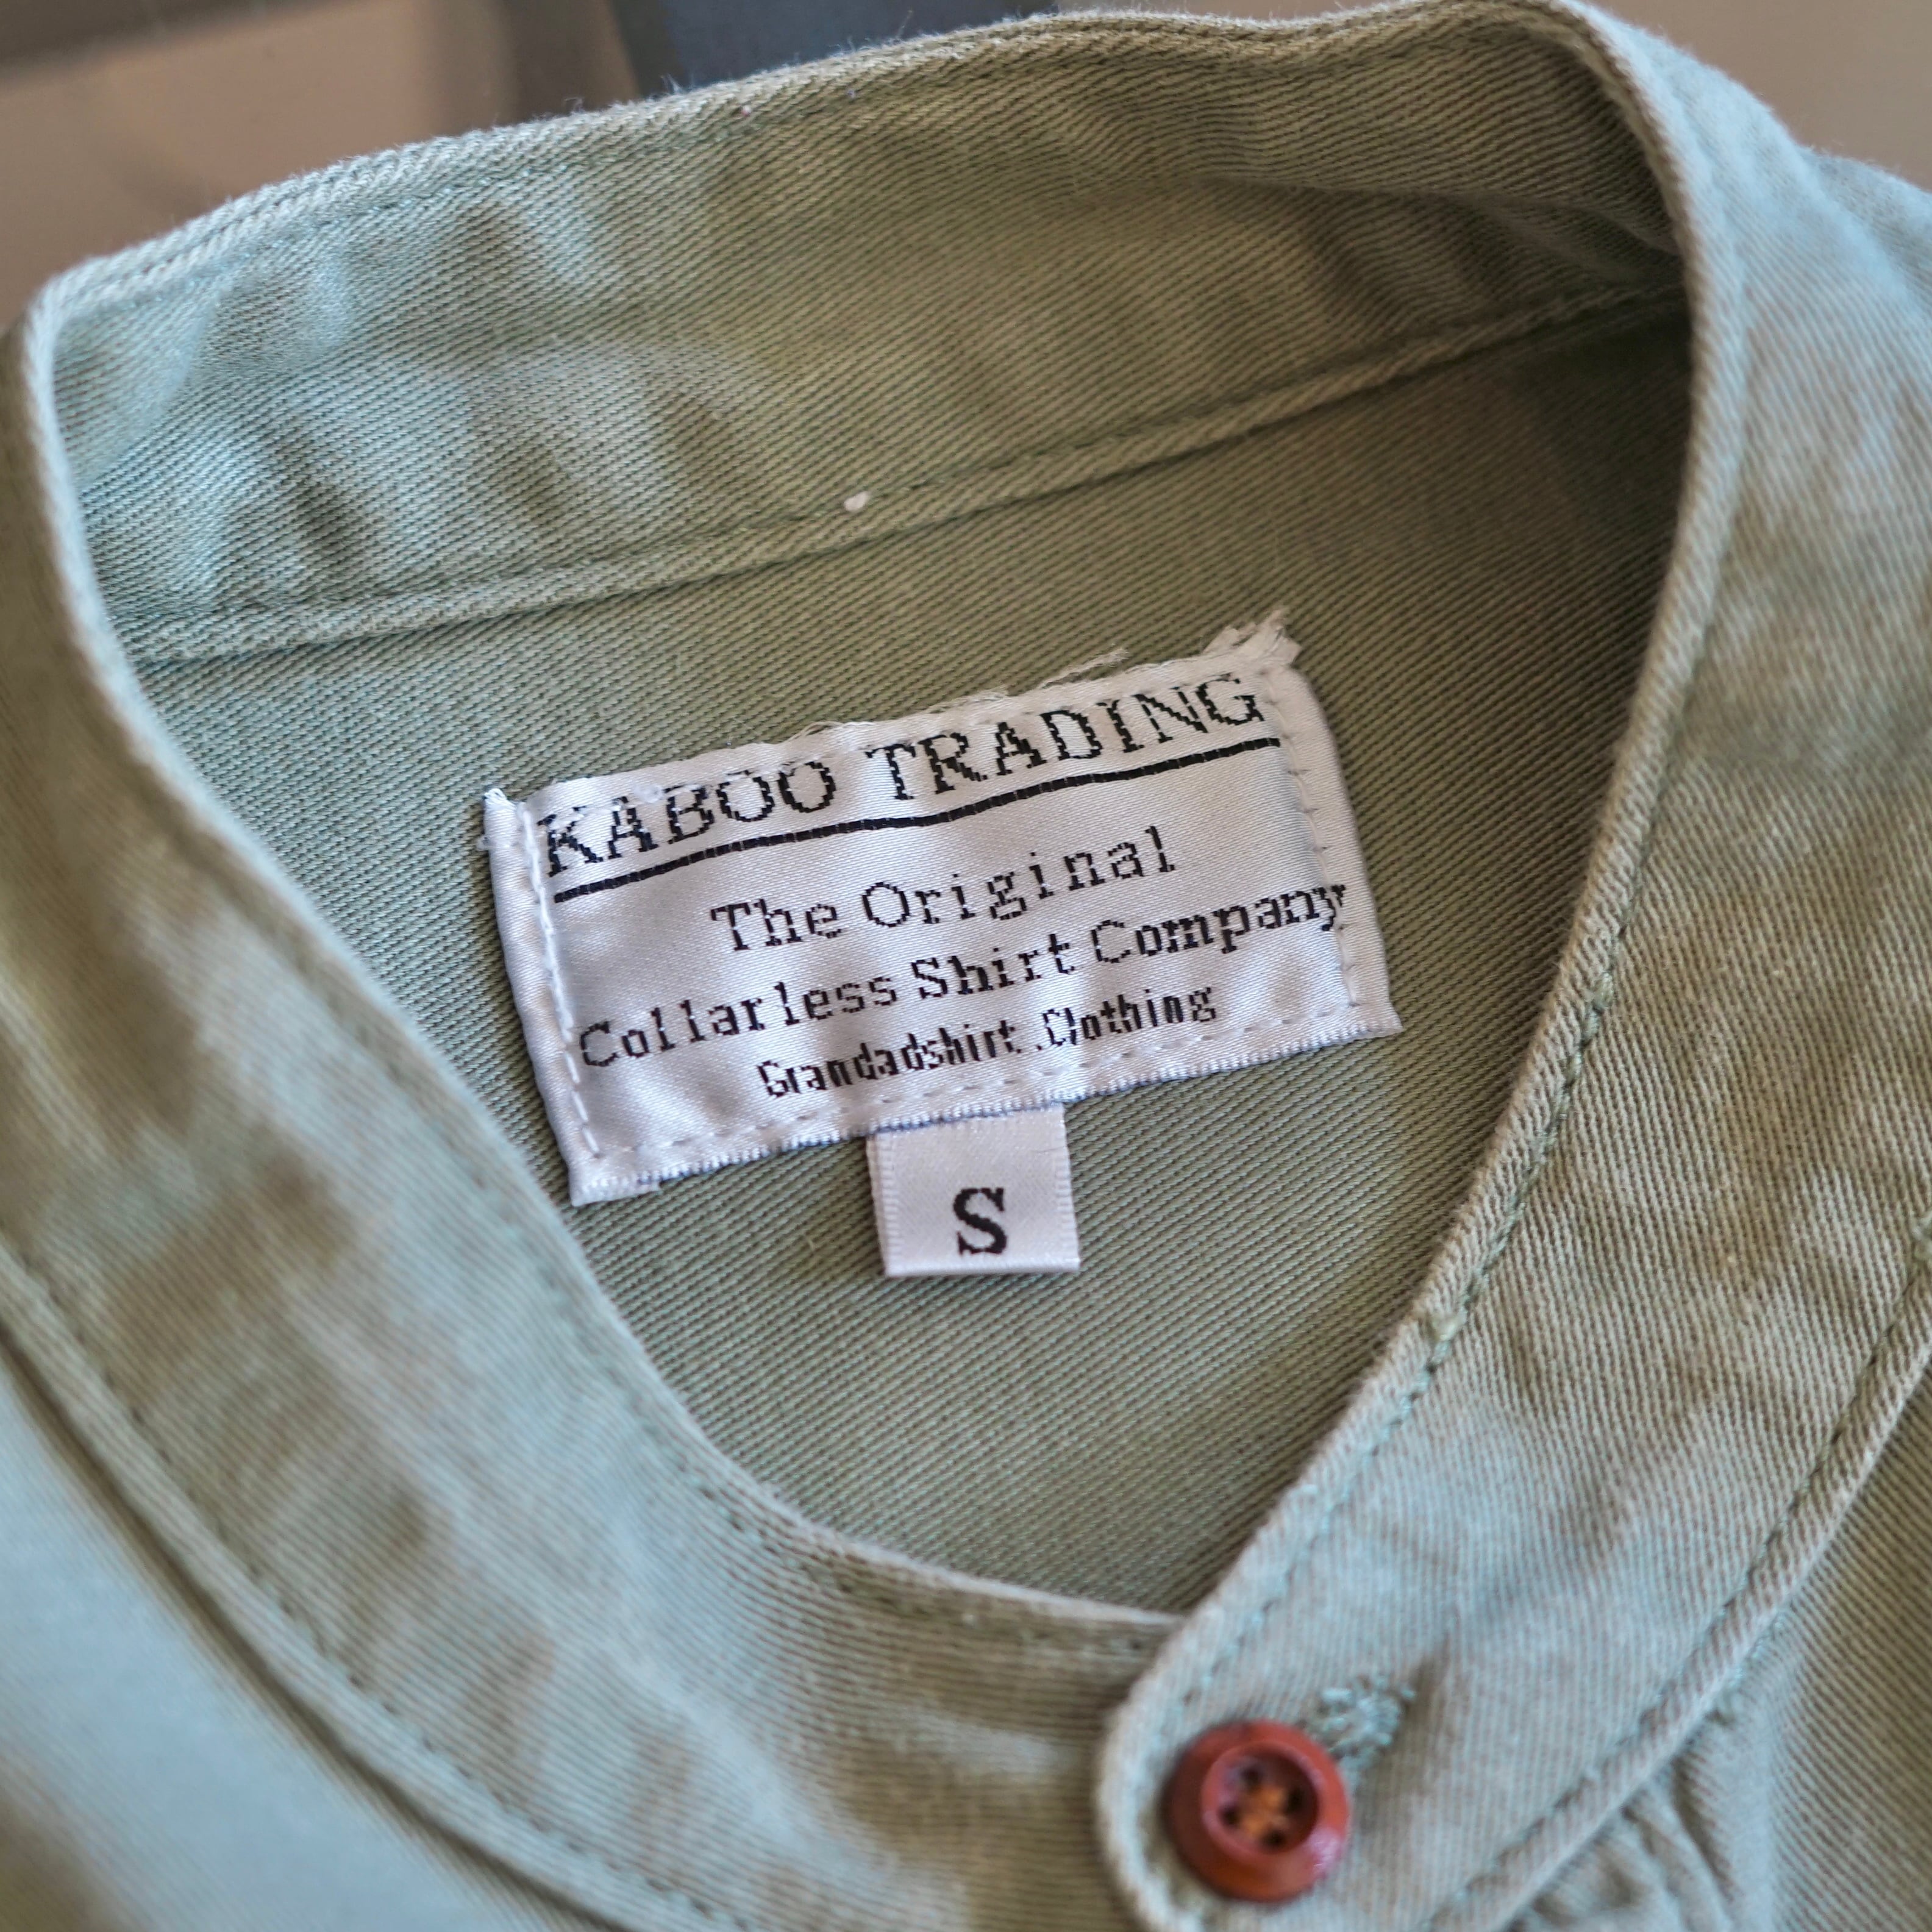 KABOO TRADING
The Original
Collarless Shirt Company
Grandadshirt.Clothing
S